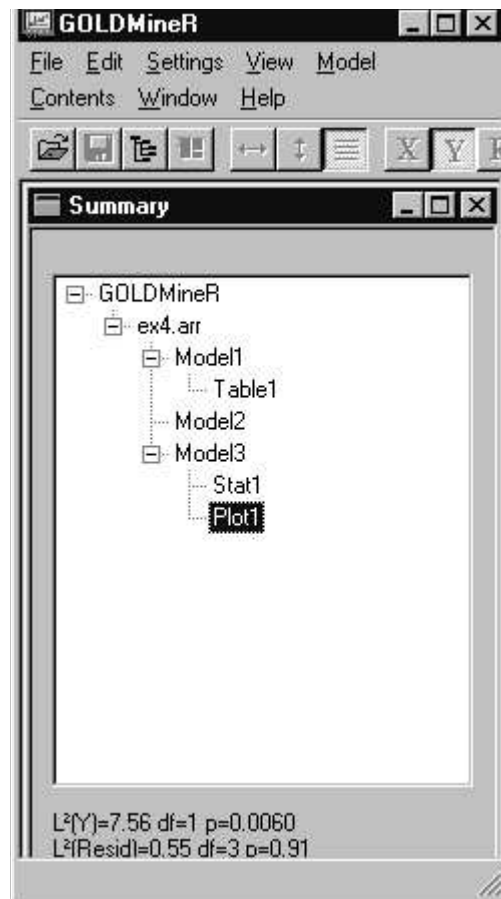 GOLDMineR
File Edit Settings View Model
Contents Window Help
X Y
Summary
GOLDMineR
ex4.arr
Model1
Table1
Model2
Model3
Stat1
Plot1
L²(Y)=7.56 df=1 p=0.0060
L²(Resid)=0.55 df=3 p=0.91